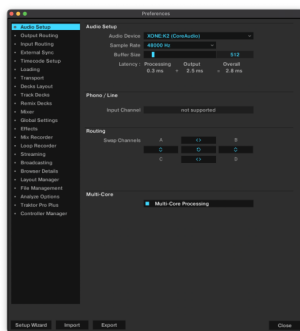 Preferences
Audio Setup
Output Routing
Input Routing
External Sync
Timecode Setup
Loading
Transport
Decks Layout
Track Decks
Remix Decks
Mixer
Global Settings
Effects
Mix Recorder
Loop Recorder
Streaming
Broadcasting
Browser Details
Layout Manager
File Management
Analyze Options
Traktor Pro Plus
Controller Manager
Audio Setup
Audio Device XONE:K2 (CoreAudio)
Sample Rate 48000 Hz
Buffer Size 512
Latency: Processing Output Overall
0.3 ms + 2.5 ms = 2.8 ms
Phono / Line
Input Channel not supported
Routing
Swap Channels A <> B
C <> D
Multi-Core
Multi-Core Processing
Setup Wizard Import Export Close